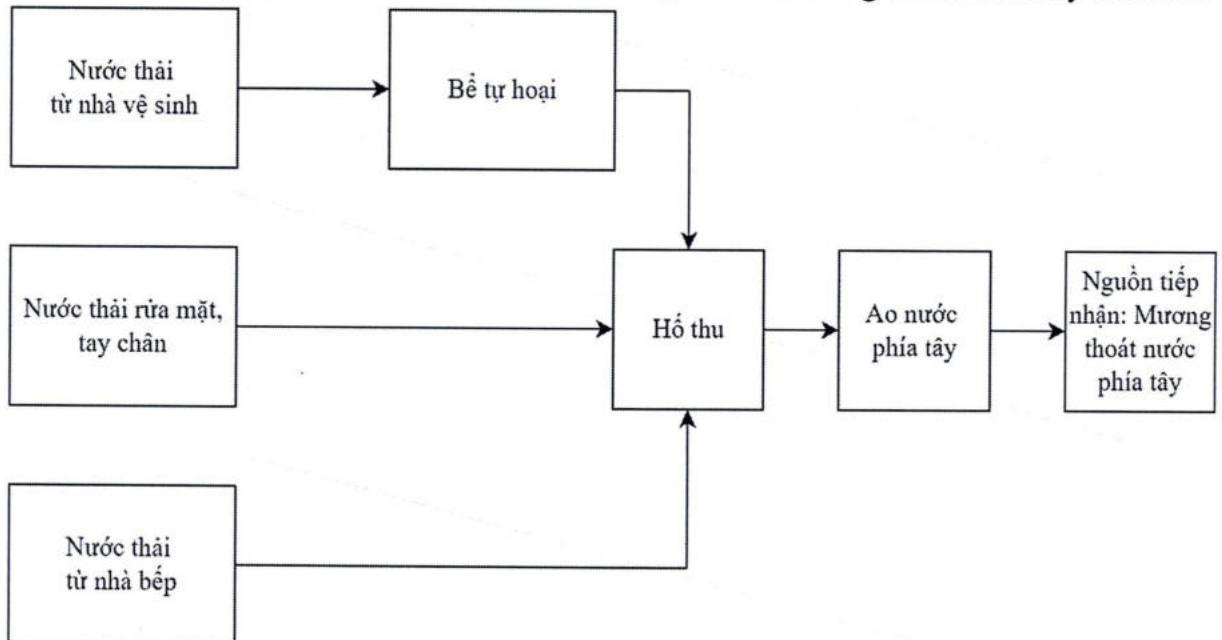 Nước thải
từ nhà vệ sinh
Bể tự hoại
Nước thải rửa mặt,
tay chân
Hố thu
Ao nước
phía tây
Nguồn tiếp
nhận: Mương
thoát nước
phía tây
Nước thải
từ nhà bếp